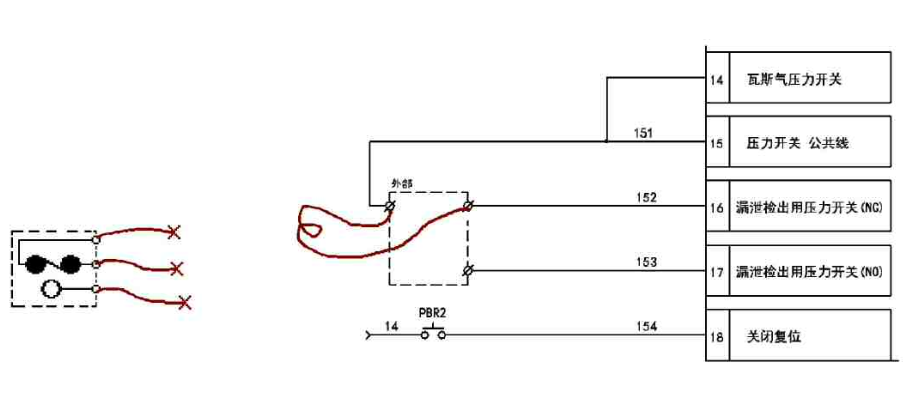 14 瓦斯气压力开关
151 15 压力开关 公共线
外部
152 16 漏泄检出用压力开关(NC)
153 17 漏泄检出用压力开关(NO)
PBR2
14 154 18 关闭复位